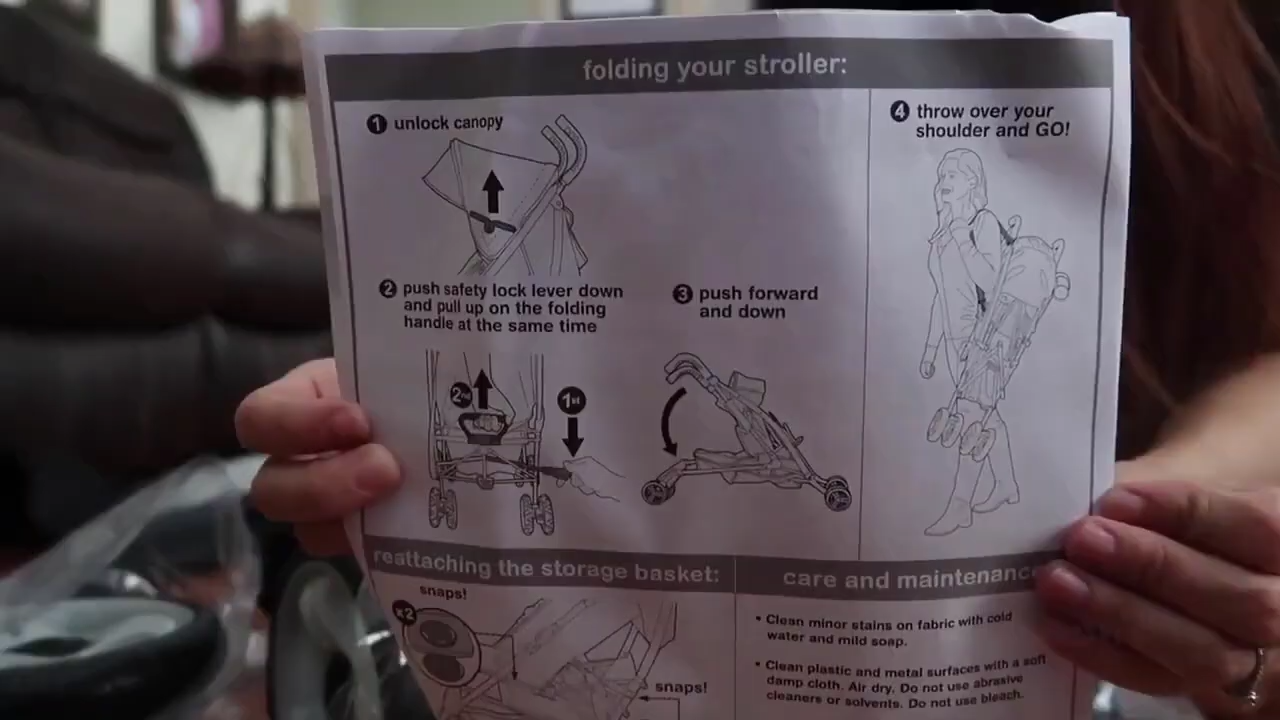 folding your stroller:
1 unlock canopy
2 push safety lock lever down
and pull up on the folding
handle at the same time
2nd
1st
3 push forward
and down
4 throw over your
shoulder and GO!
reattaching the storage basket:
snaps!
x2
snaps!
care and maintenance
• Clean minor stains on fabric with cold
water and mild soap.
• Clean plastic and metal surfaces with a soft
damp cloth. Air dry. Do not use abrasive
cleaners or solvents. Do not use bleach.